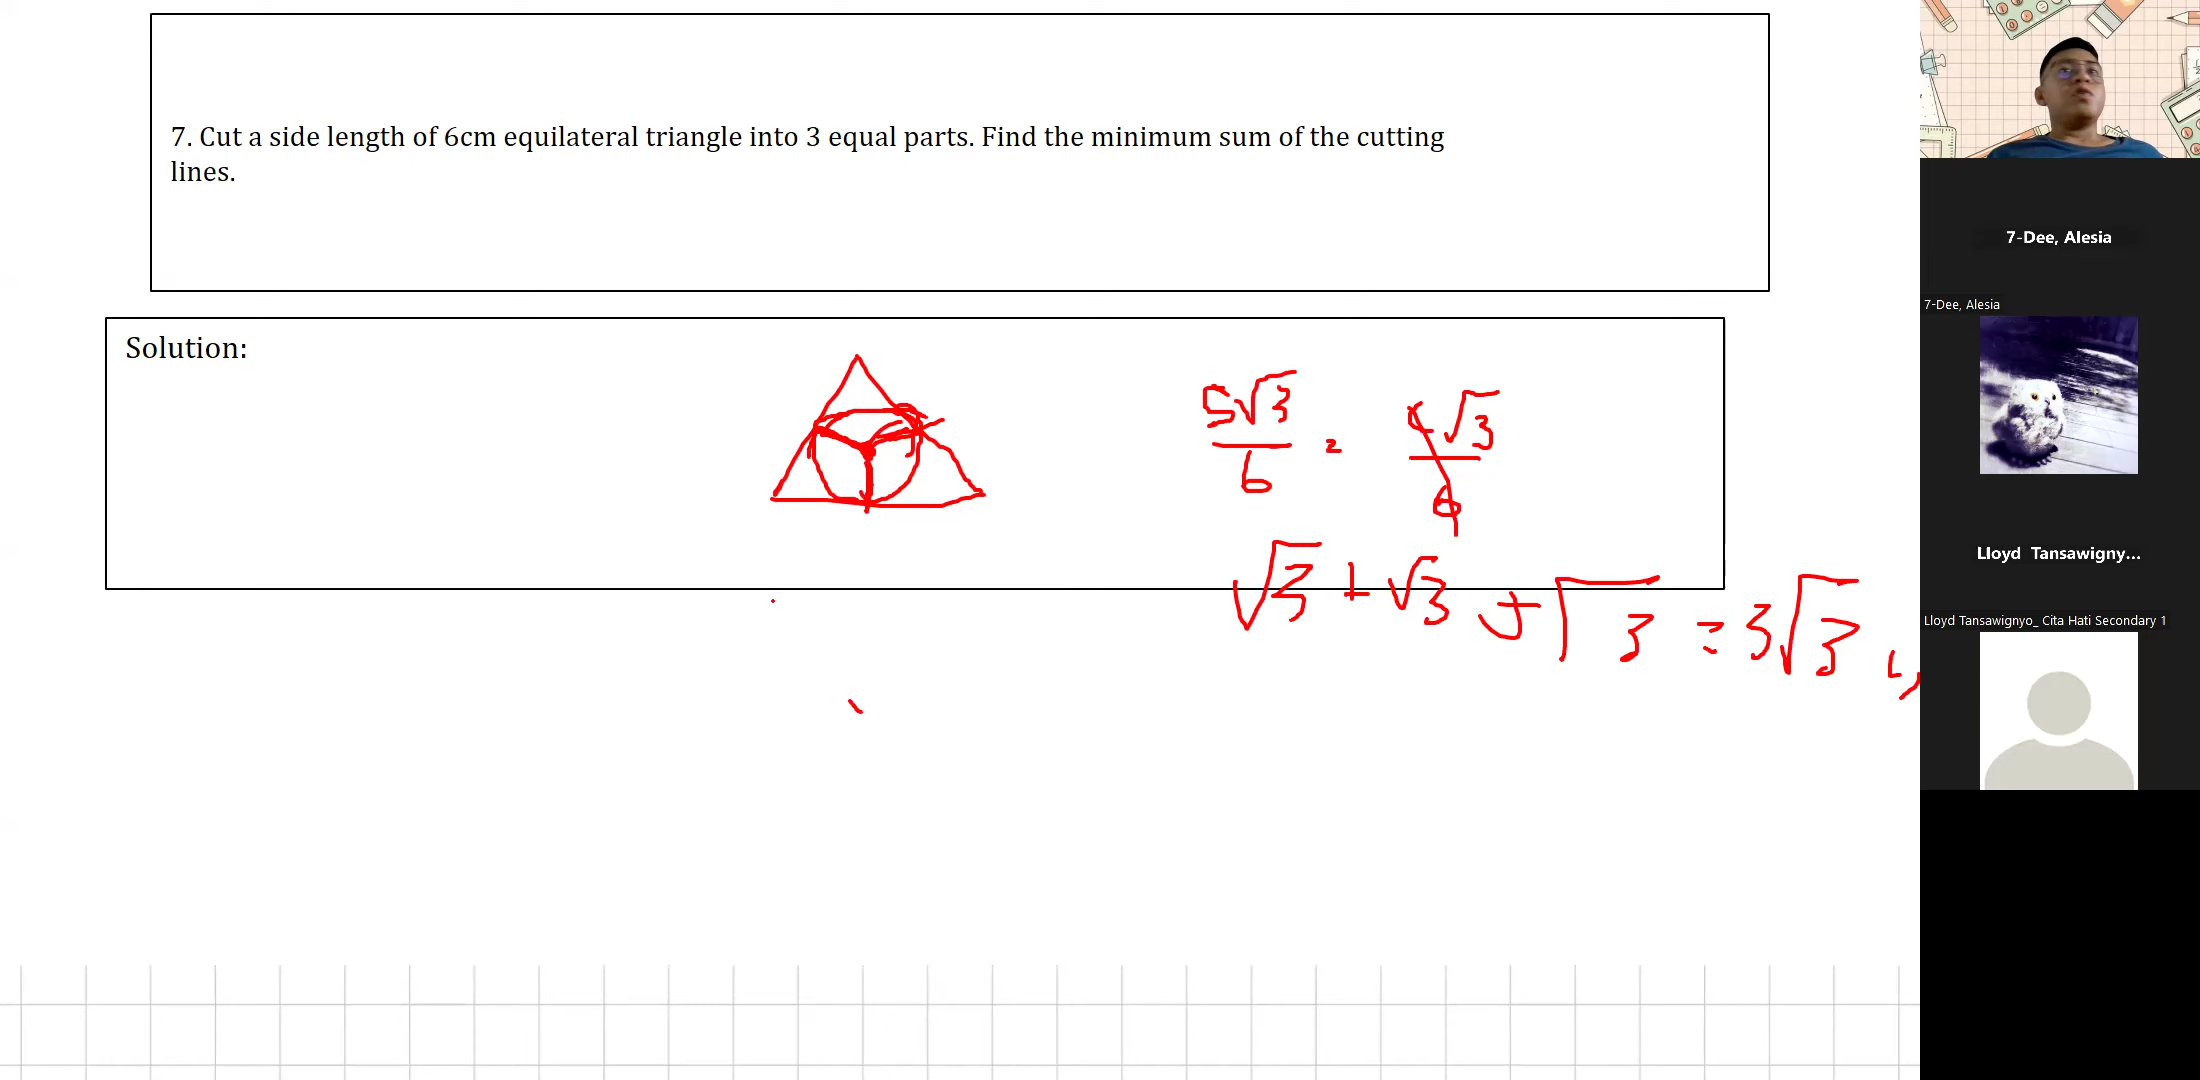 7. Cut a side length of 6cm equilateral triangle into 3 equal parts. Find the minimum sum of the cutting
lines.
Solution:
5√3/6 = 6√3/6
√3 + √3 + √3 = 3√3
7-Dee, Alesia
7-Dee, Alesia
Lloyd Tansawigny...
Lloyd Tansawignyo_ Cita Hati Secondary 1